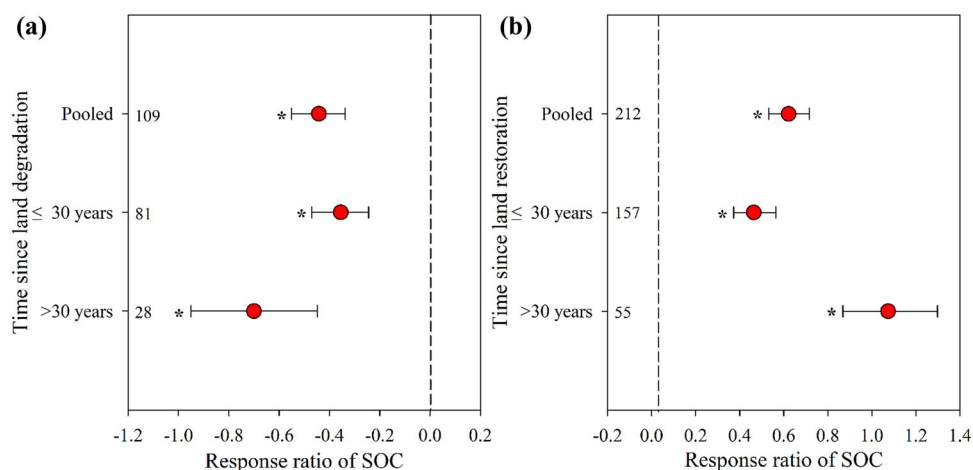 (a)
Time since land degradation
Pooled
≤ 30 years
>30 years
109
*
81
*
28
*
-1.2 -1.0 -0.8 -0.6 -0.4 -0.2 0.0 0.2
Response ratio of SOC
(b)
Time since land restoration
Pooled
≤ 30 years
>30 years
212
*
157
*
55
*
-0.2 0.0 0.2 0.4 0.6 0.8 1.0 1.2 1.4
Response ratio of SOC